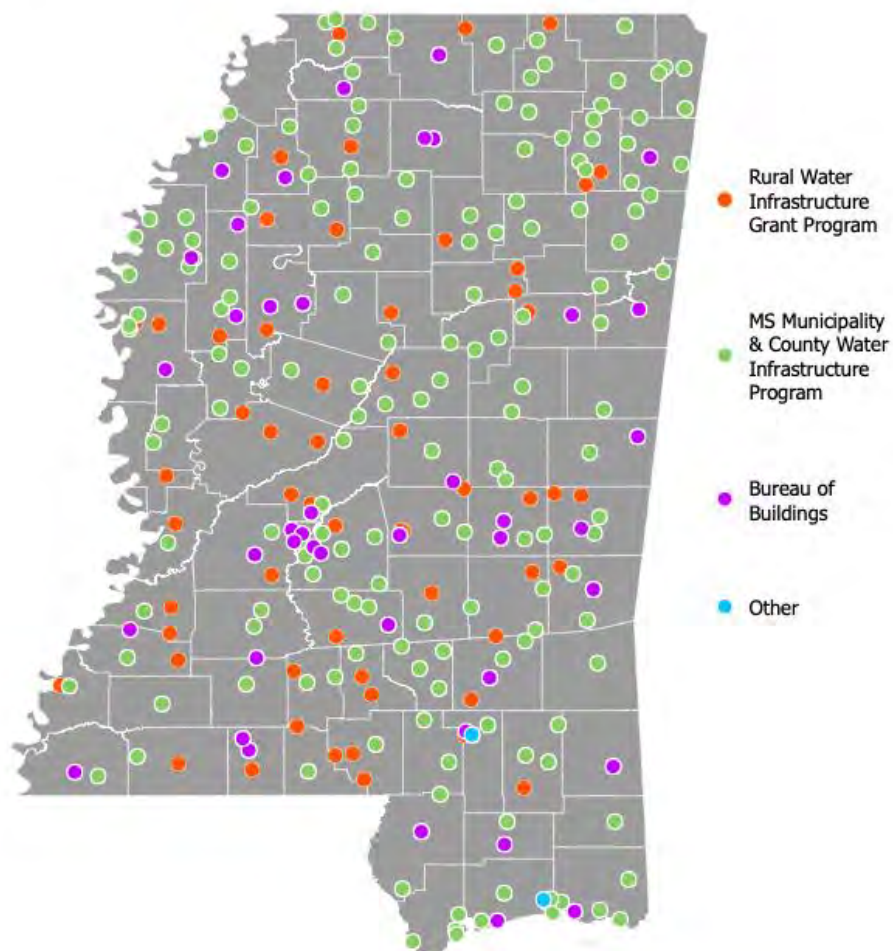 Rural Water
Infrastructure
Grant Program
MS Municipality
& County Water
Infrastructure
Program
Bureau of
Buildings
Other